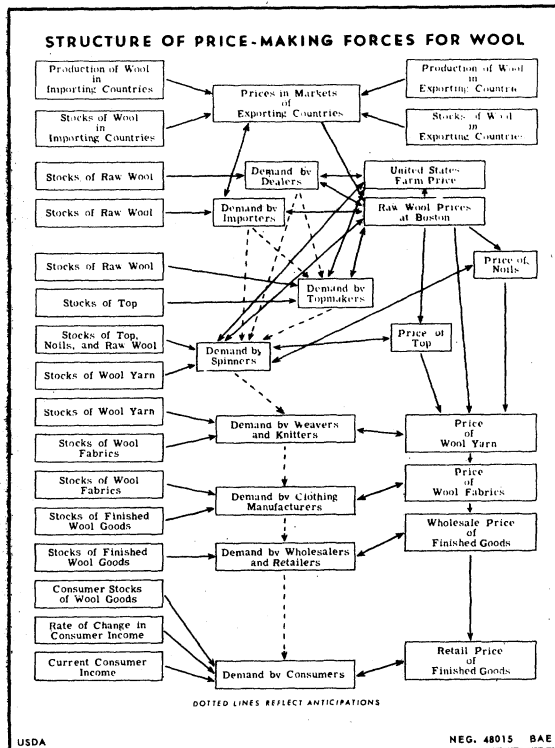 STRUCTURE OF PRICE-MAKING FORCES FOR WOOL
Production of Wool
in
Importing Countries
Stocks of Wool
in
Importing Countries
Prices in Markets
of
Exporting Countries
Production of Wool
in
Exporting Countrie
Stocks of Wool
in
Exporting Countries
Stocks of Raw Wool
Demand by
Dealers
United States
Farm Price
Stocks of Raw Wool
Demand by
Importers
Raw Wool Prices
at Boston
Stocks of Raw Wool
Price of
Noils
Demand by
Topmakers
Stocks of Top
Stocks of Top,
Noils, and Raw Wool
Price of
Top
Demand by
Spinners
Stocks of Wool Yarn
Stocks of Wool Yarn
Demand by Weavers
and Knitters
Price
of
Wool Yarn
Stocks of Wool
Fabrics
Stocks of Wool
Fabrics
Price
of
Wool Fabrics
Demand by Clothing
Manufacturers
Stocks of Finished
Wool Goods
Wholesale Price
of
Finished Goods
Stocks of Finished
Wool Goods
Demand by Wholesalers
and Retailers
Consumer Stocks
of Wool Goods
Rate of Change in
Consumer Income
Current Consumer
Income
Demand by Consumers
Retail Price
of
Finished Goods
DOTTED LINES REFLECT ANTICIPATIONS
USDA
NEG. 48015 BAE